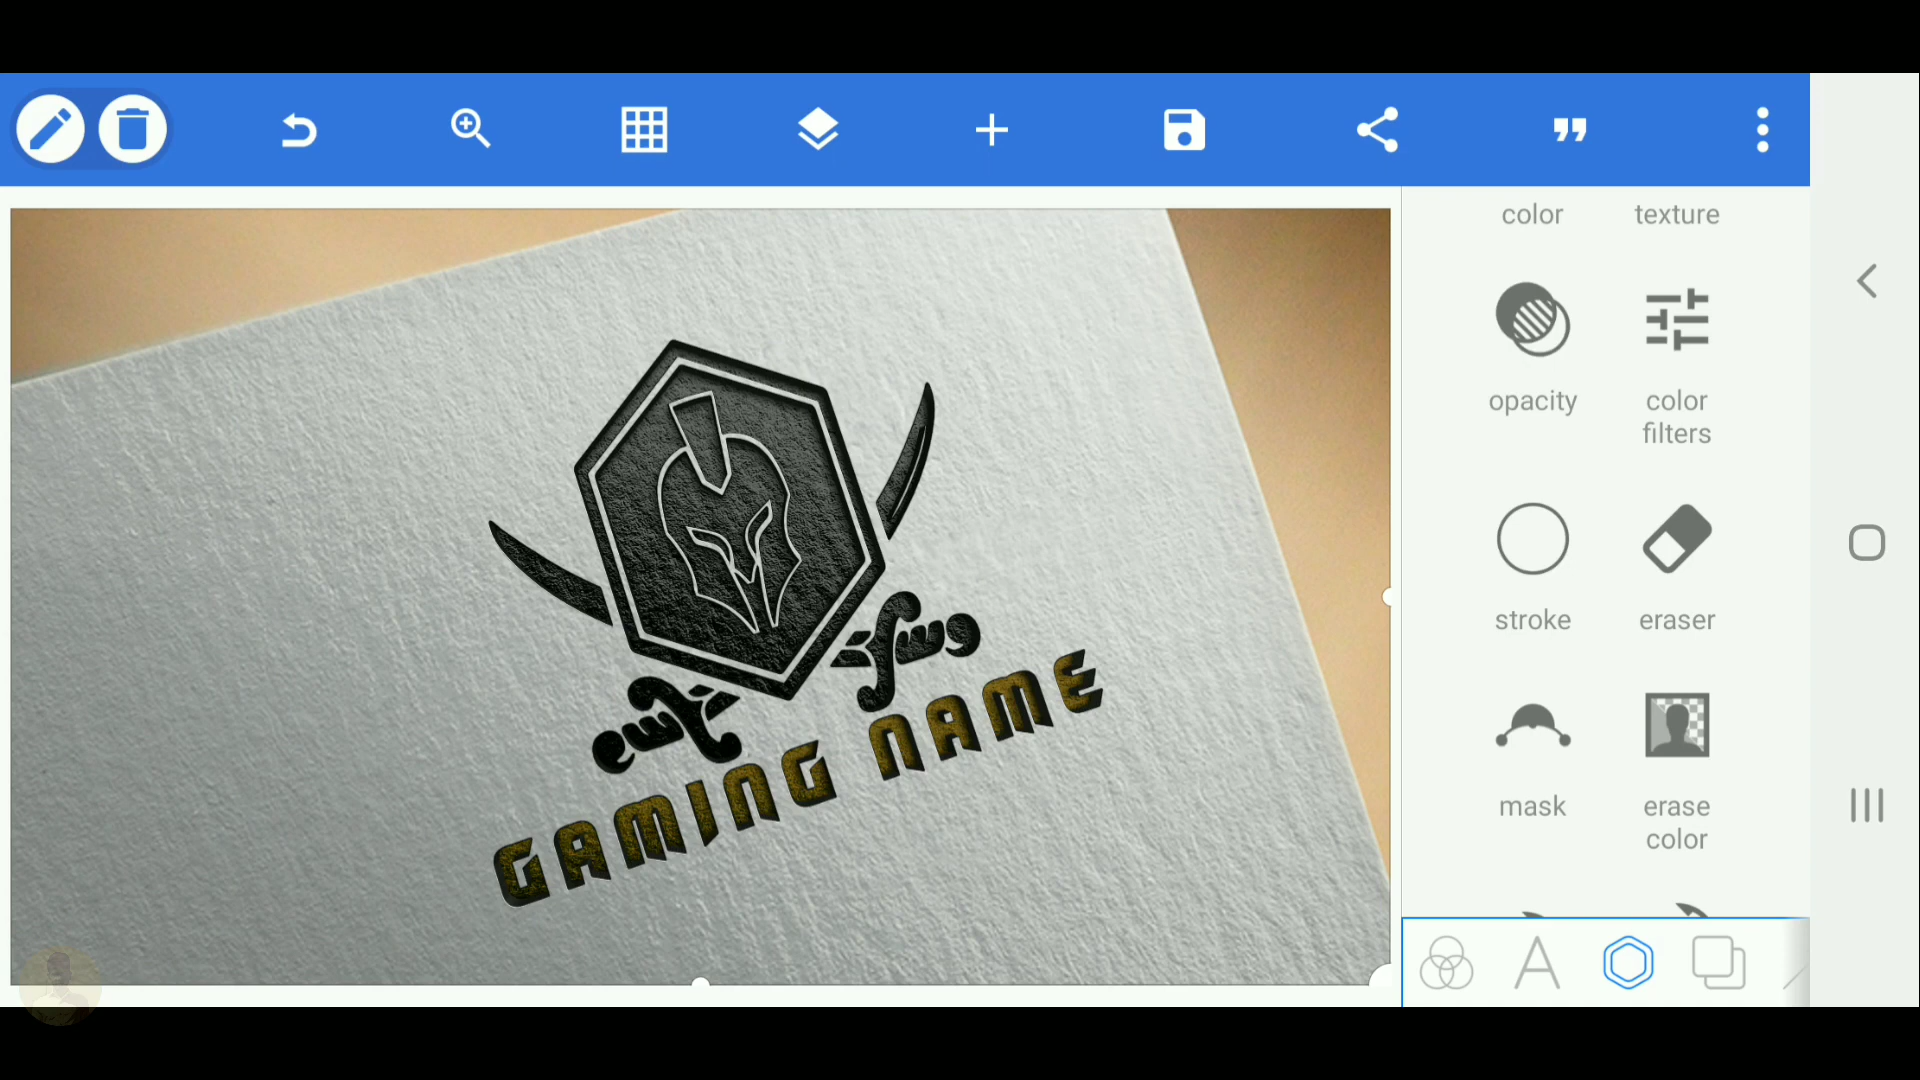 color texture
opacity color
filters
stroke eraser
mask erase
color
GAMING NAME